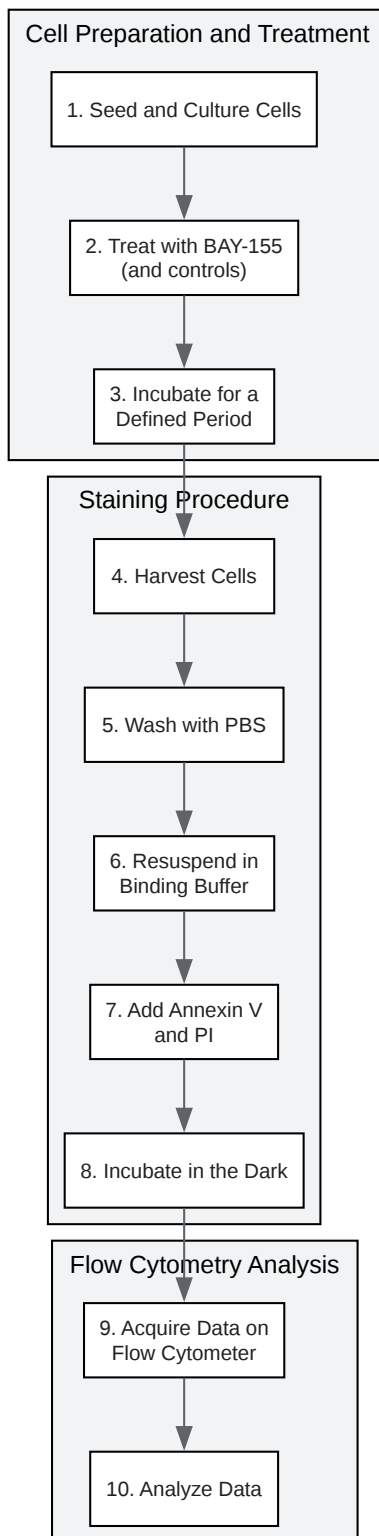 Cell Preparation and Treatment
1. Seed and Culture Cells
2. Treat with BAY-155
(and controls)
3. Incubate for a
Defined Period
Staining Procedure
4. Harvest Cells
5. Wash with PBS
6. Resuspend in
Binding Buffer
7. Add Annexin V
and PI
8. Incubate in the Dark
Flow Cytometry Analysis
9. Acquire Data on
Flow Cytometer
10. Analyze Data